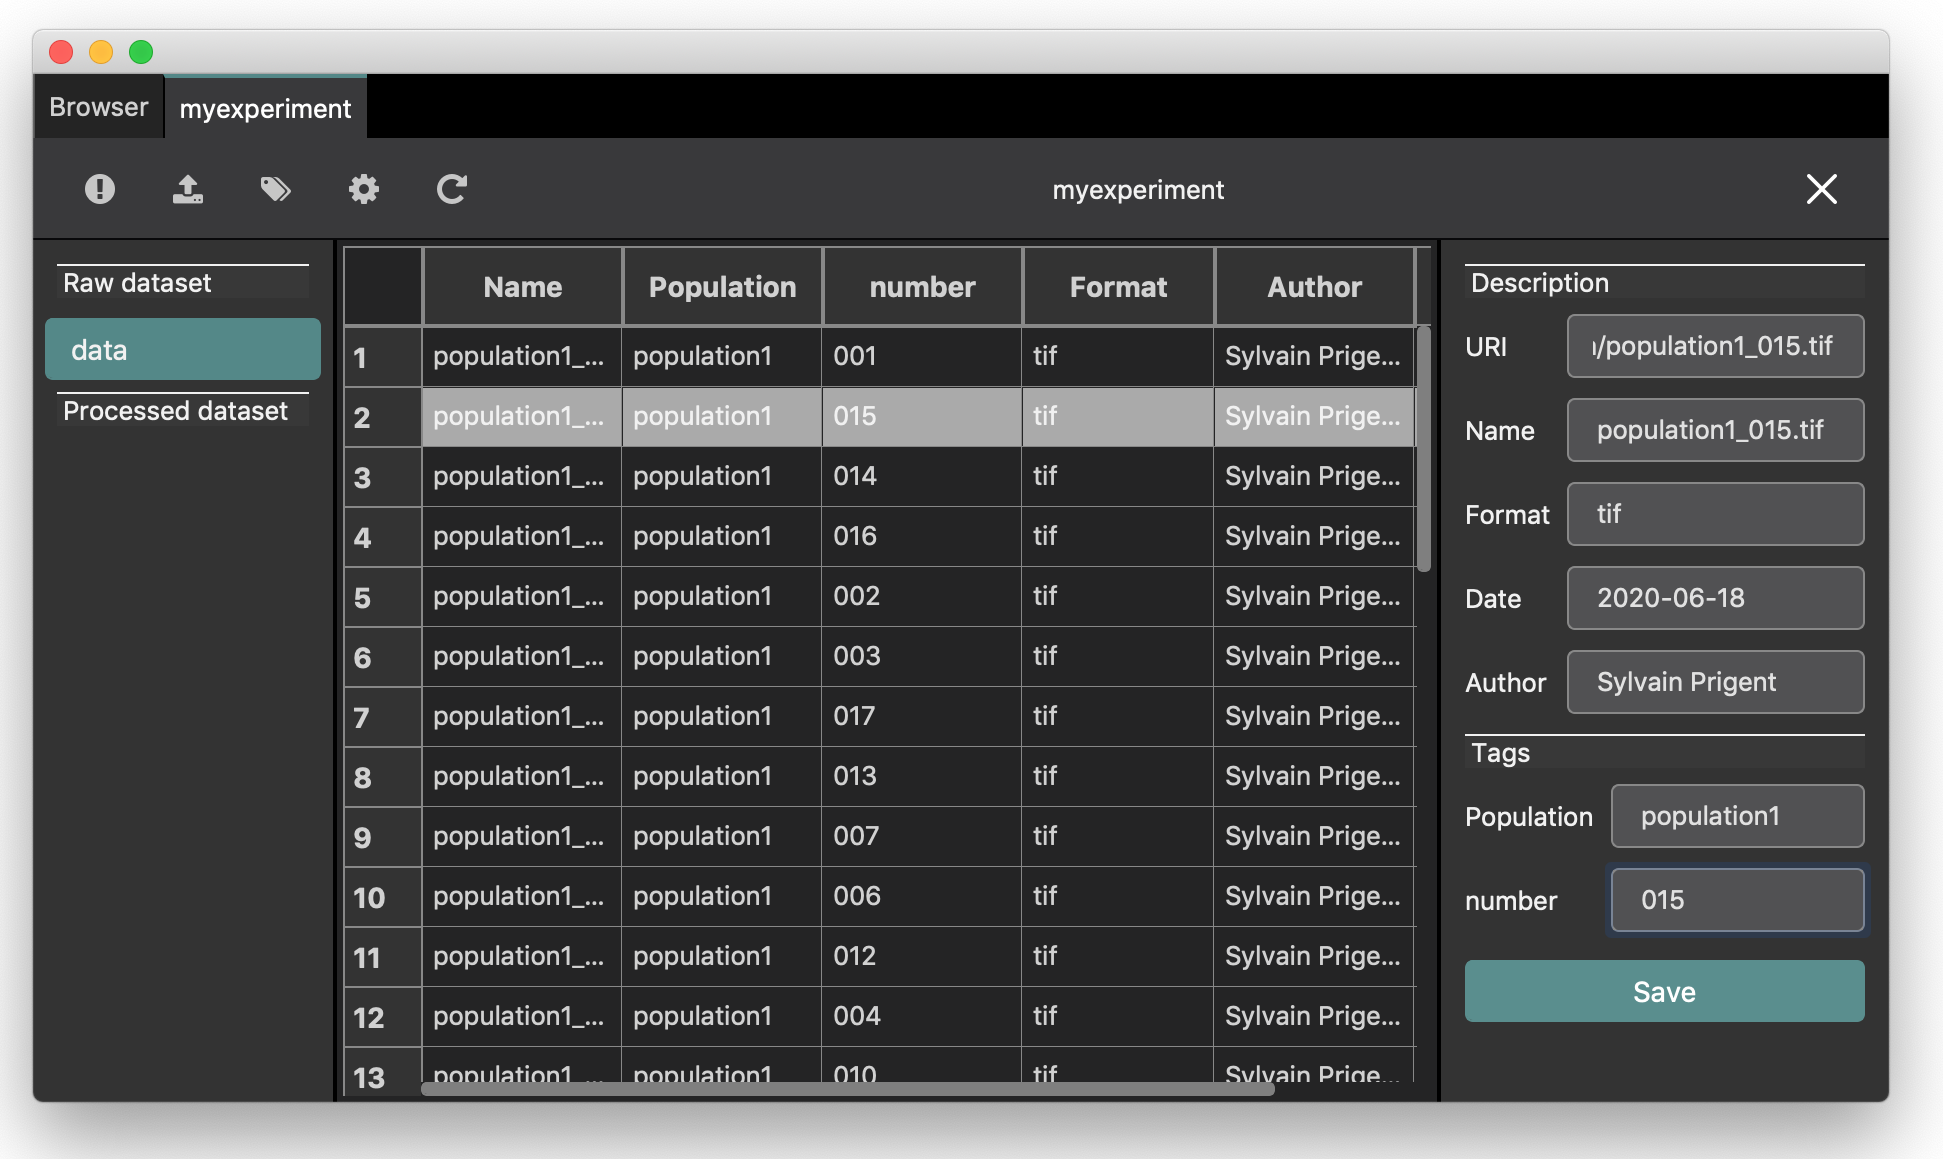 Browser myexperiment
myexperiment
Raw dataset
data
Processed dataset
Name Population number Format Author
1 population1_... population1 001 tif Sylvain Prige...
2 population1_... population1 015 tif Sylvain Prige...
3 population1_... population1 014 tif Sylvain Prige...
4 population1_... population1 016 tif Sylvain Prige...
5 population1_... population1 002 tif Sylvain Prige...
6 population1_... population1 003 tif Sylvain Prige...
7 population1_... population1 017 tif Sylvain Prige...
8 population1_... population1 013 tif Sylvain Prige...
9 population1_... population1 007 tif Sylvain Prige...
10 population1_... population1 006 tif Sylvain Prige...
11 population1_... population1 012 tif Sylvain Prige...
12 population1_... population1 004 tif Sylvain Prige...
13 population1_... population1 010 tif Sylvain Prige...
Description
URI /population1_015.tif
Name population1_015.tif
Format tif
Date 2020-06-18
Author Sylvain Prigent
Tags
Population population1
number 015
Save